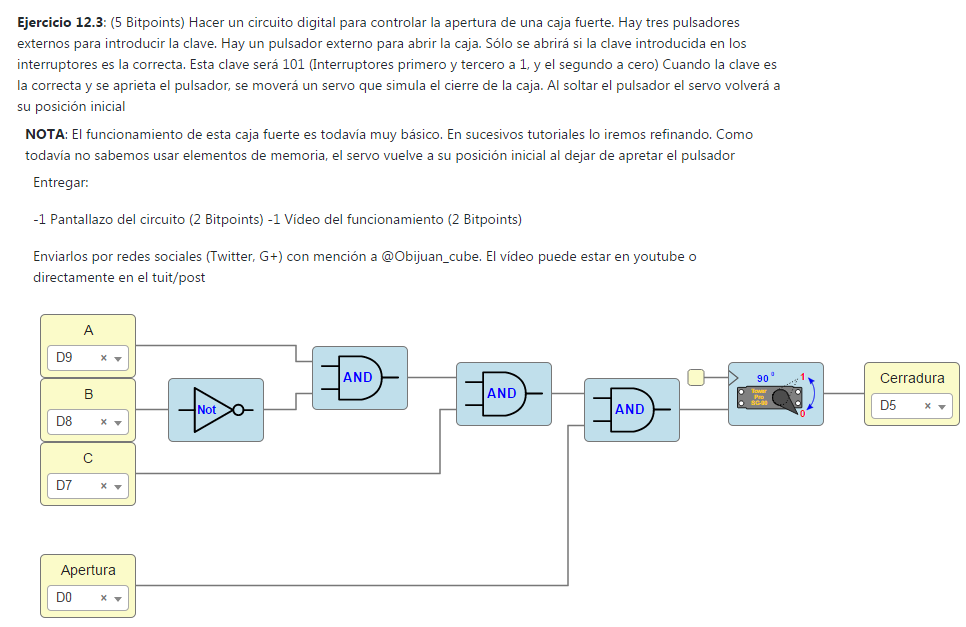 Ejercicio 12.3: (5 Bitpoints) Hacer un circuito digital para controlar la apertura de una caja fuerte. Hay tres pulsadores
externos para introducir la clave. Hay un pulsador externo para abrir la caja. Sólo se abrirá si la clave introducida en los
interruptores es la correcta. Esta clave será 101 (Interruptores primero y tercero a 1, y el segundo a cero) Cuando la clave es
la correcta y se aprieta el pulsador, se moverá un servo que simula el cierre de la caja. Al soltar el pulsador el servo volverá a
su posición inicial
NOTA: El funcionamiento de esta caja fuerte es todavía muy básico. En sucesivos tutoriales lo iremos refinando. Como
todavía no sabemos usar elementos de memoria, el servo vuelve a su posición inicial al dejar de apretar el pulsador
Entregar:
-1 Pantallazo del circuito (2 Bitpoints) -1 Vídeo del funcionamiento (2 Bitpoints)
Enviarlos por redes sociales (Twitter, G+) con mención a @Obijuan_cube. El vídeo puede estar en youtube o
directamente en el tuit/post
A
D9 ×
B
D8 ×
C
D7 ×
Not
AND
AND
AND
90° 1
Tower
Pro
SG-90
0
Cerradura
D5 ×
Apertura
D0 ×